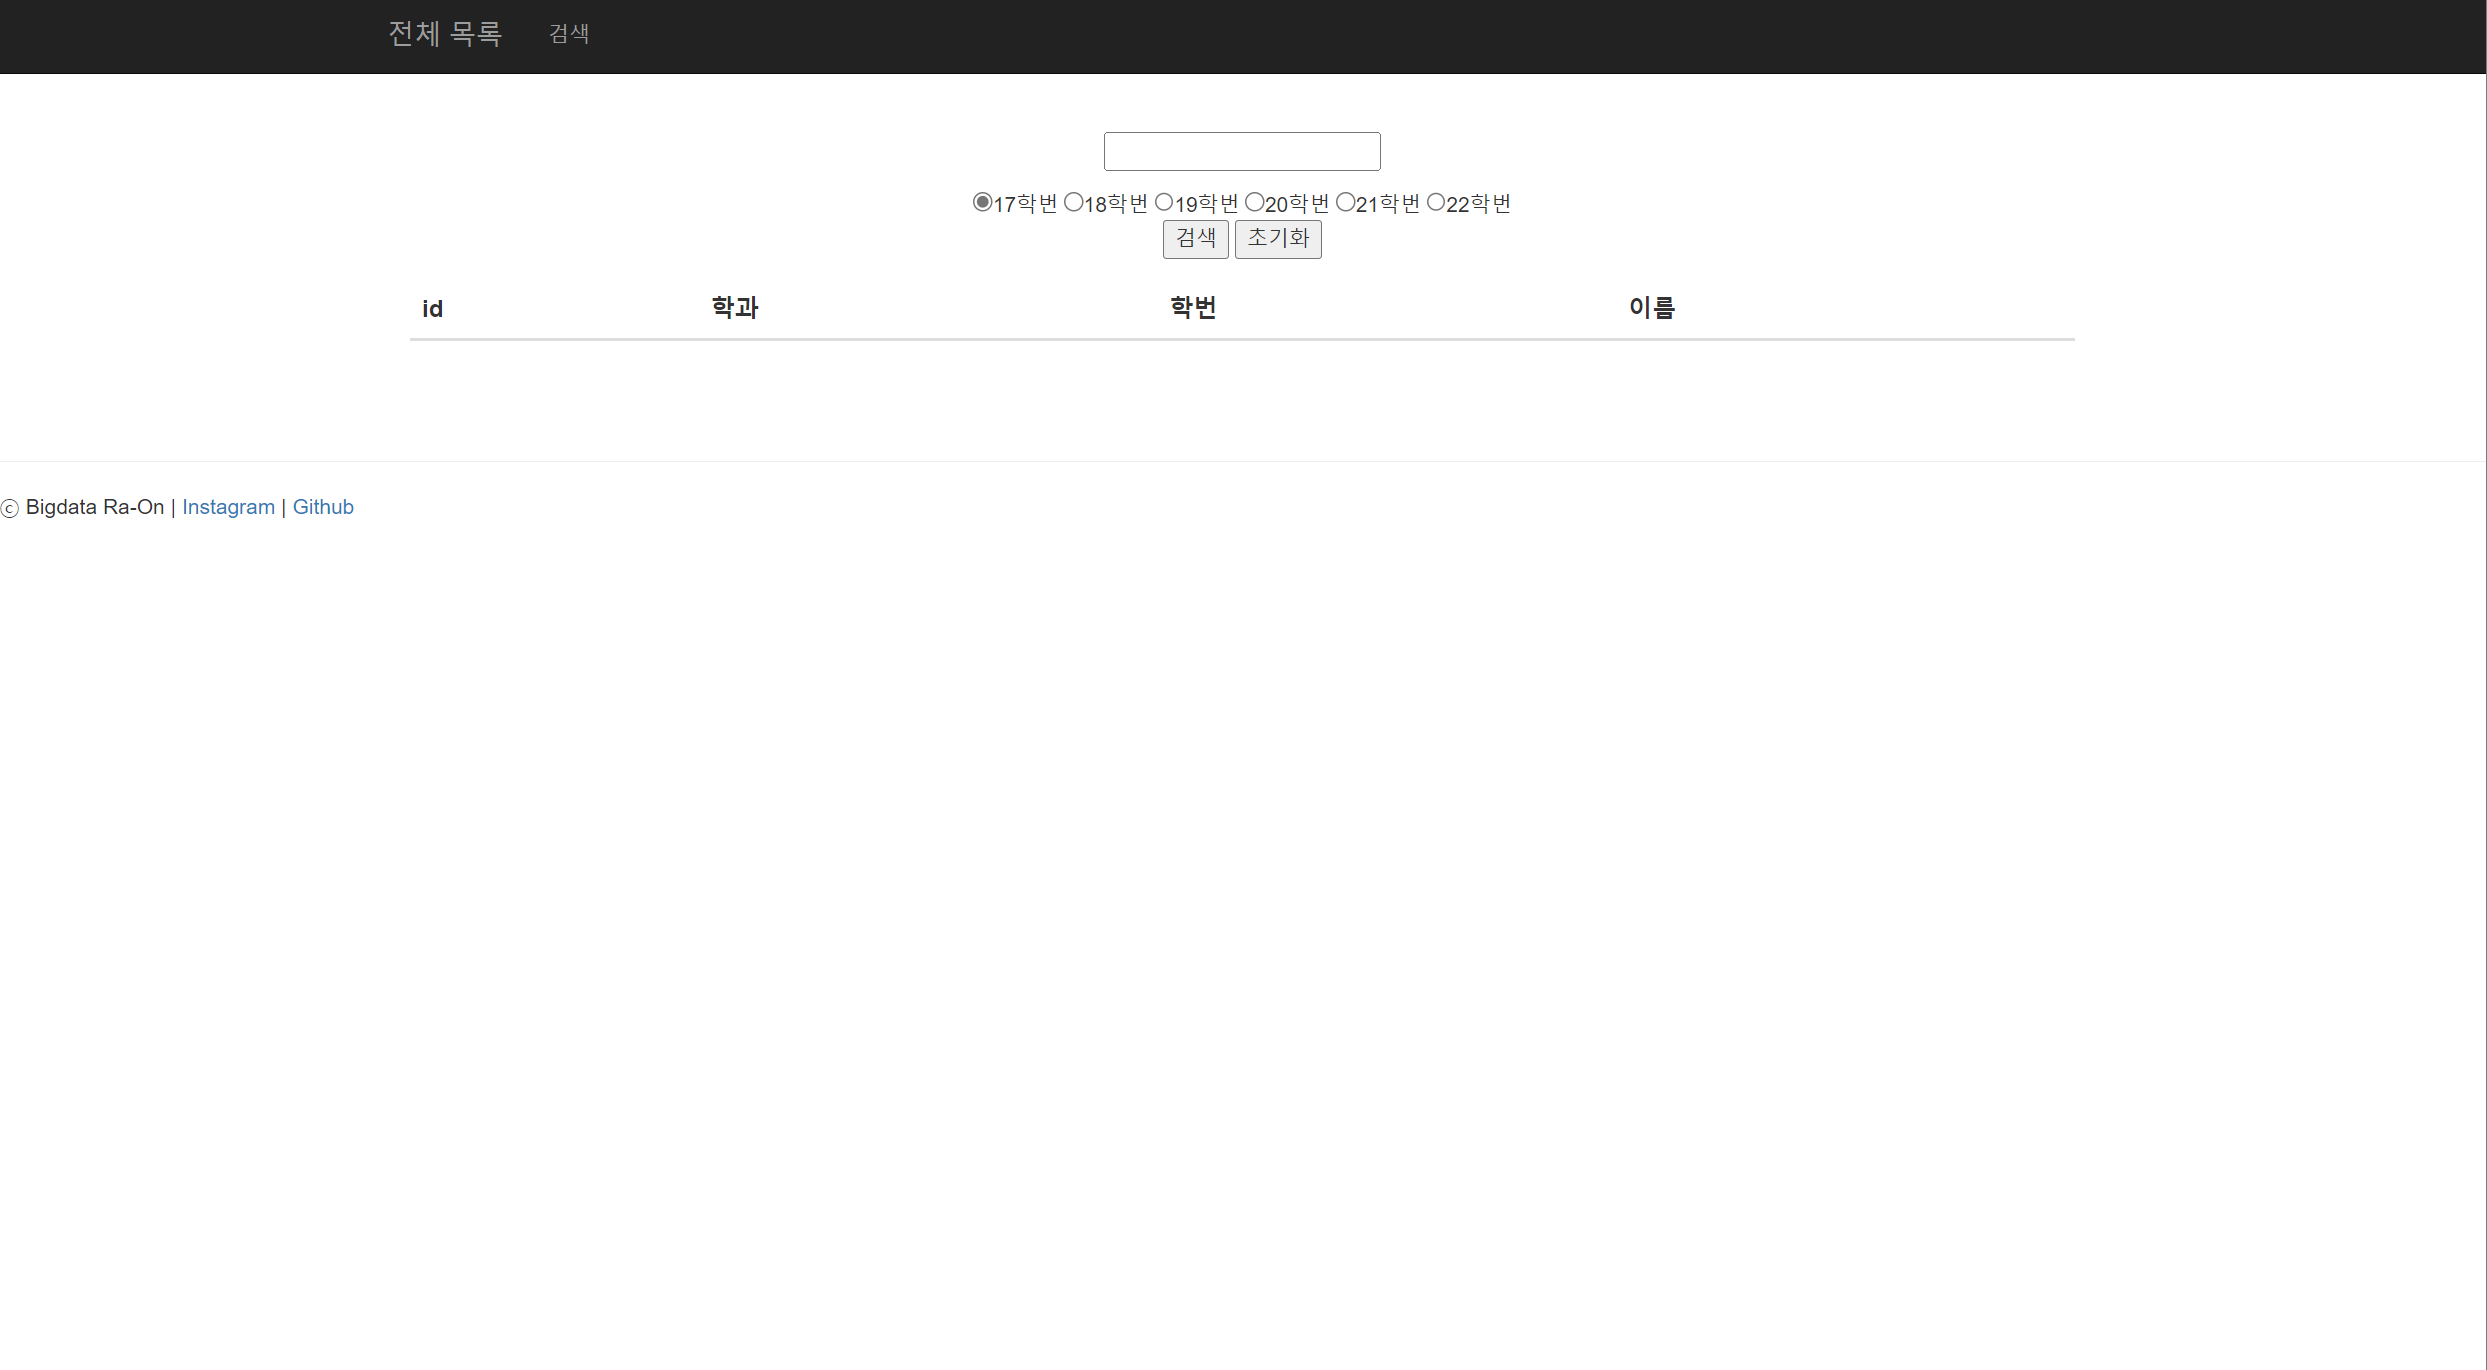 전체 목록 검색
17학번 18학번 19학번 20학번 21학번 22학번
검색 초기화
id 학과 학번 이름
ⓒ Bigdata Ra-On | Instagram | Github